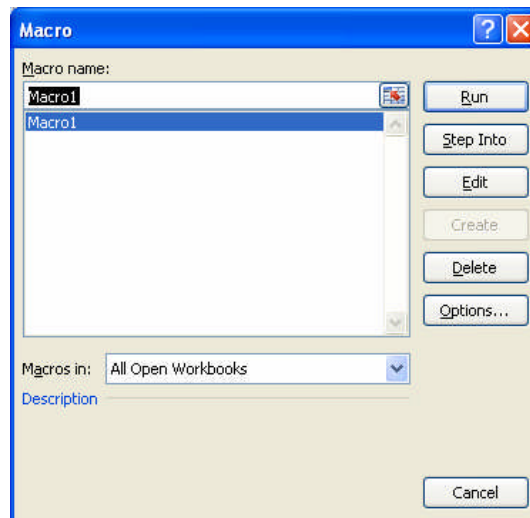 Macro
Macro name:
Macro1
Macro1
Run
Step Into
Edit
Create
Delete
Options...
Macros in: All Open Workbooks
Description
Cancel